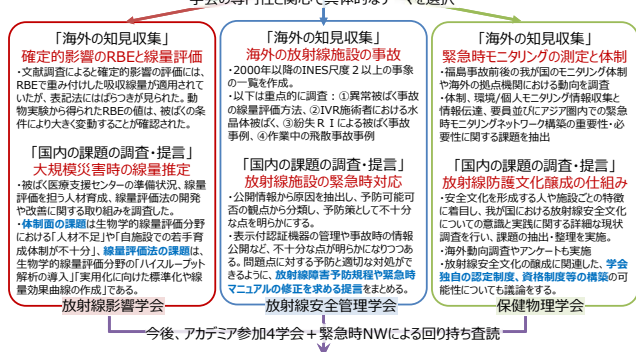 学会の専門性と関心で具体的なテーマを選択
「海外の知見収集」
確定的影響のRBEと線量評価
・文献調査によると確定的影響の評価には、
RBEで重み付けした吸収線量が適用され
ていたが、表記法にはばらつきが見られた。動
物実験から得られたRBEの値は、被ばくの条
件により大きく変動することが確認された。
「国内の課題の調査・提言」
大規模災害時の線量推定
・被ばく医療支援センターの準備状況、線量
評価を担う人材育成、線量評価法の開発
や改善に関する取り組みを調査した。
・体制面の課題は生物学的線量評価分野
における「人材不足」や「自施設での若手育
成体制が不十分」、線量評価法の課題は、
生物学的線量評価分野の「ハイスループット
解析の導入」「実用化に向けた標準化や線
量効果曲線の作成」である。
放射線影響学会
「海外の知見収集」
海外の放射線施設の事故
・2000年以降のINES尺度２以上の事象
の一覧を作成。
・以下は重点的に調査：①異常被ばく事故
の線量評価方法、②IVR施術者における水
晶体被ばく、③紛失ＲＩによる被ばく事故
事例、④作業中の飛散事故事例
「国内の課題の調査・提言」
放射線施設の緊急時対応
・公開情報から原因を抽出し、予防可能可
否の観点から分類し、予防策として不十分
な点を明らかにする。
・表示付認証機器の管理や事故時の情報
公開など、不十分な点が明らかになりつつあ
る。問題点に対する予防と適切な対処がで
きるように、放射線障害予防規程や緊急時
マニュアルの修正を求める提言をまとめる。
放射線安全管理学会
「海外の知見収集」
緊急時モニタリングの測定と体制
・福島事故前後の我が国のモニタリング体制
や海外の拠点機関における動向を調査
・体制、環境/個人モニタリング情報収集と
情報伝達、要員並びにアジア圏内での緊急
時モニタリングネットワーク構築の重要性・必
要性に関する課題を抽出
「国内の課題の調査・提言」
放射線防護文化醸成の仕組み
・安全文化を形成する人や施設ごとの特徴
に着目し、我が国における放射線安全文化
についての意識と実践に関する詳細な現状
調査を行い、課題の抽出・整理を実施。
・海外動向調査やアンケートも実施
・放射線安全文化の醸成に関連した、学会
独自の認定制度、資格制度等の構築の可
能性についても議論をする。
保健物理学会
今後、アカデミア参加４学会＋緊急時NWによる回り持ち査読